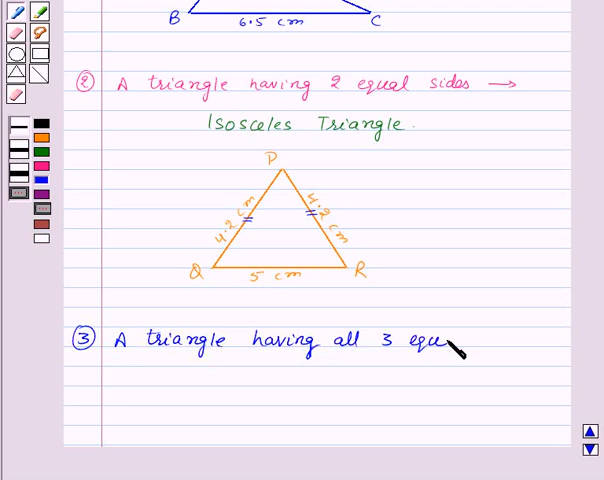 B 6.5 cm C
② A triangle having 2 equal sides →
Isosceles Triangle.
P
4.2 cm 4.2 cm
Q 5 cm R
③ A triangle having all 3 equ